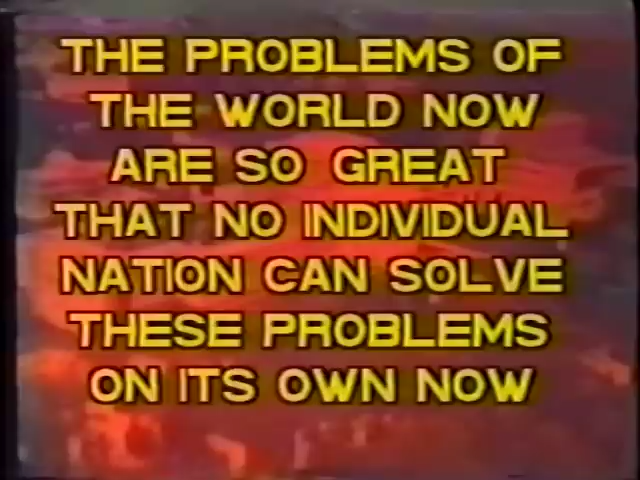 THE PROBLEMS OF
THE WORLD NOW
ARE SO GREAT
THAT NO INDIVIDUAL
NATION CAN SOLVE
THESE PROBLEMS
ON ITS OWN NOW